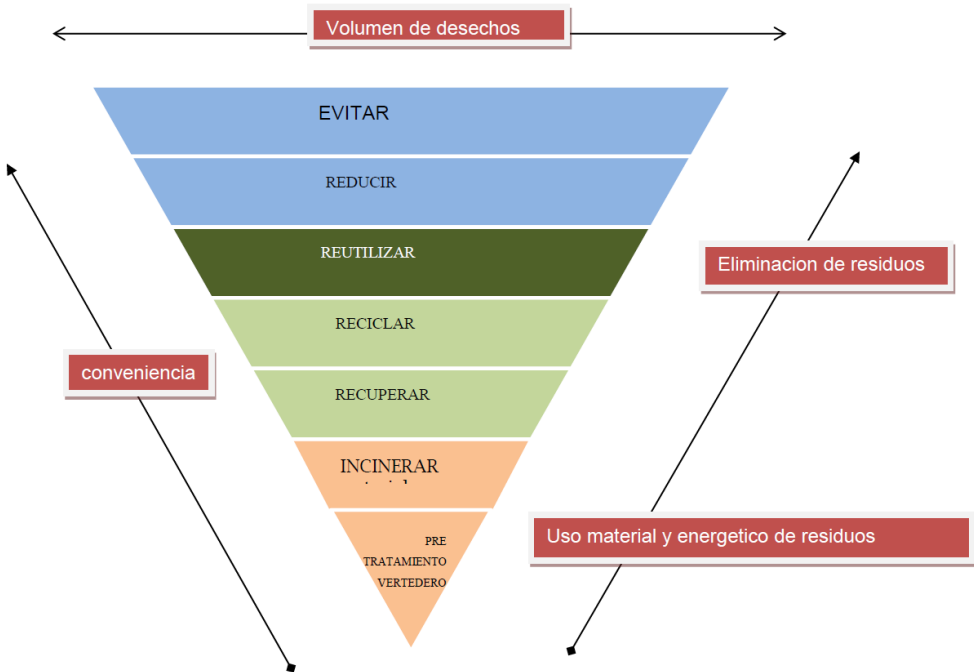 Volumen de desechos
EVITAR
REDUCIR
REUTILIZAR
Eliminacion de residuos
RECICLAR
conveniencia
RECUPERAR
INCINERAR
Uso material y energetico de residuos
PRE
TRATAMIENTO
VERTEDERO